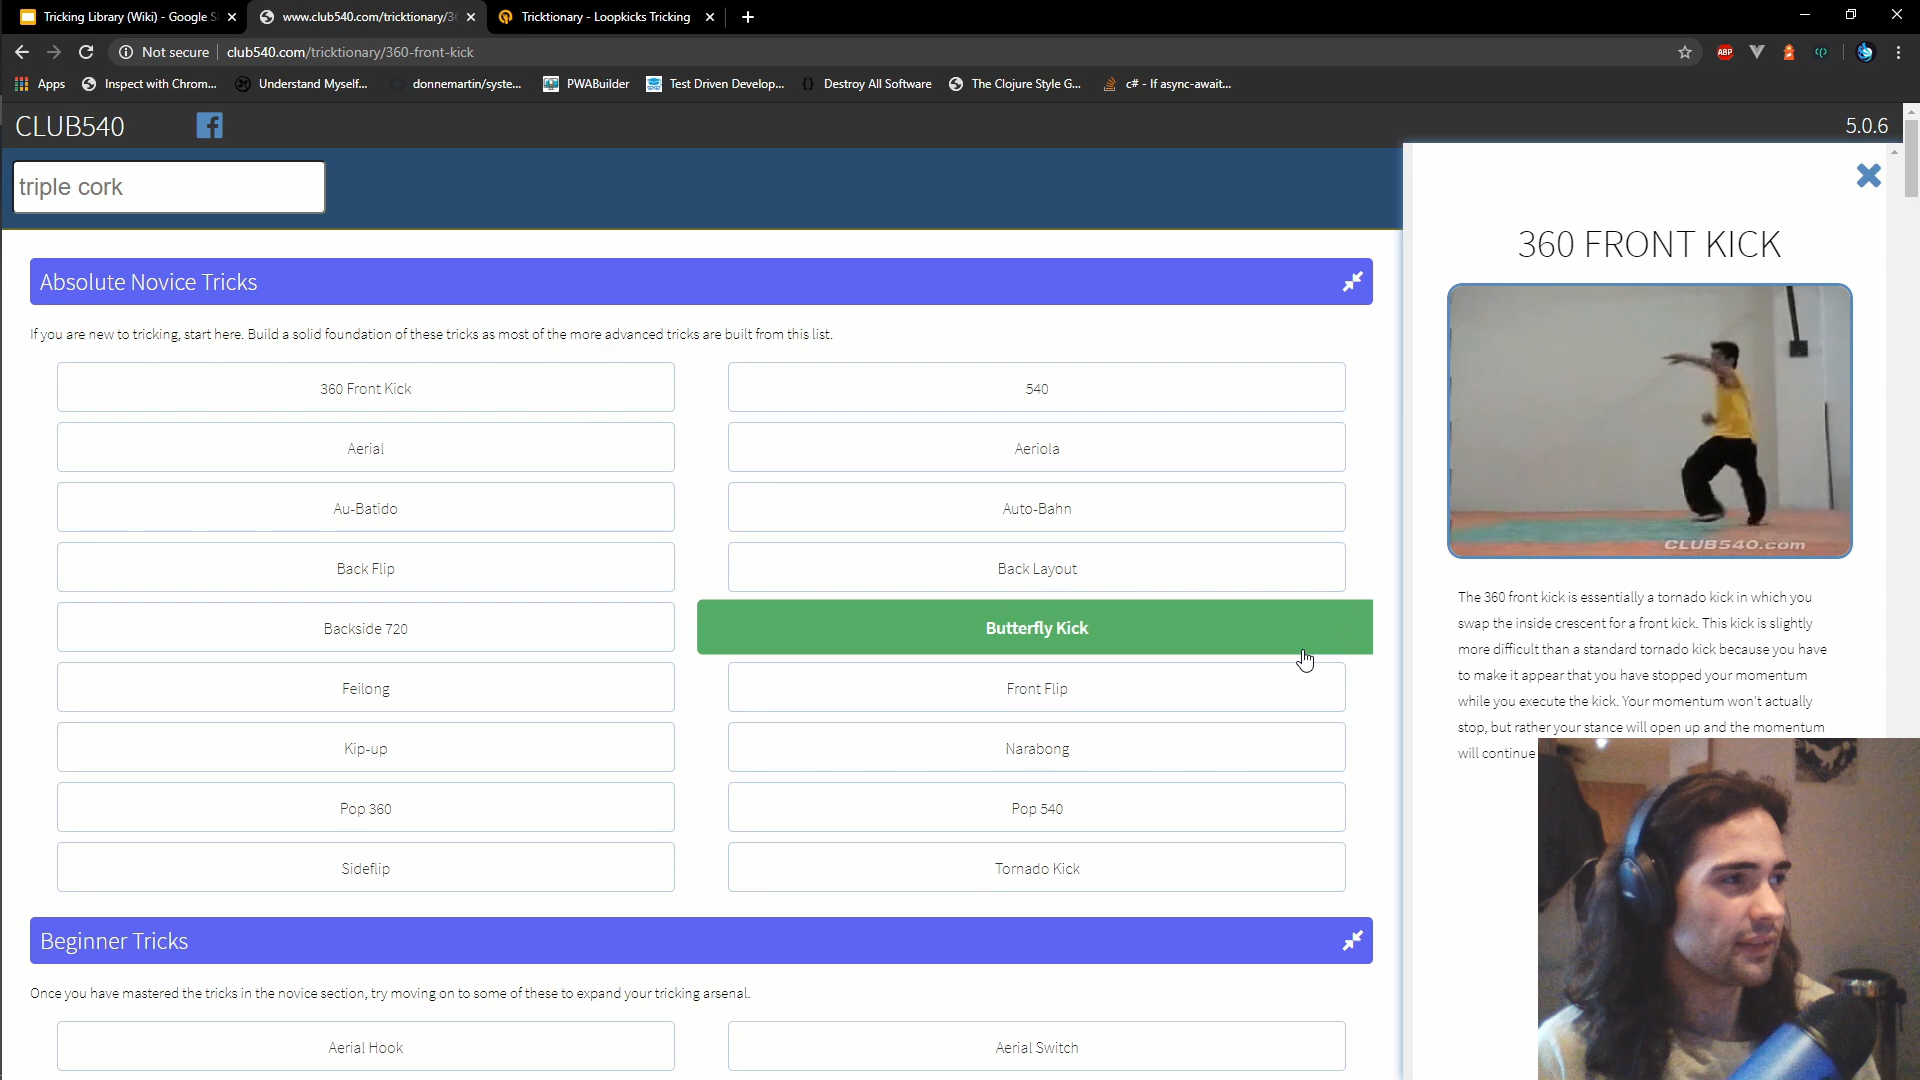 Tricking Library (Wiki) - Google S
www.club540.com/tricktionary/3
Tricktionary - Loopkicks Tricking
Not secure
club540.com/tricktionary/360-front-kick
ABP
Apps
Inspect with Chrom...
Understand Myself...
donnemartin/syste...
PWABuilder
Test Driven Develop...
Destroy All Software
The Clojure Style G...
c# - If async-await...
CLUB540
5.0.6
triple cork
Absolute Novice Tricks
If you are new to tricking, start here. Build a solid foundation of these tricks as most of the more advanced tricks are built from this list.
360 Front Kick
540
Aerial
Aeriola
Au-Batido
Auto-Bahn
Back Flip
Back Layout
Backside 720
Butterfly Kick
Feilong
Front Flip
Kip-up
Narabong
Pop 360
Pop 540
Sideflip
Tornado Kick
Beginner Tricks
Once you have mastered the tricks in the novice section, try moving on to some of these to expand your tricking arsenal.
Aerial Hook
Aerial Switch
360 FRONT KICK
CLUB540.com
The 360 front kick is essentially a tornado kick in which you
swap the inside crescent for a front kick. This kick is slightly
more difficult than a standard tornado kick because you have
to make it appear that you have stopped your momentum
while you execute the kick. Your momentum won't actually
stop, but rather your stance will open up and the momentum
will continue